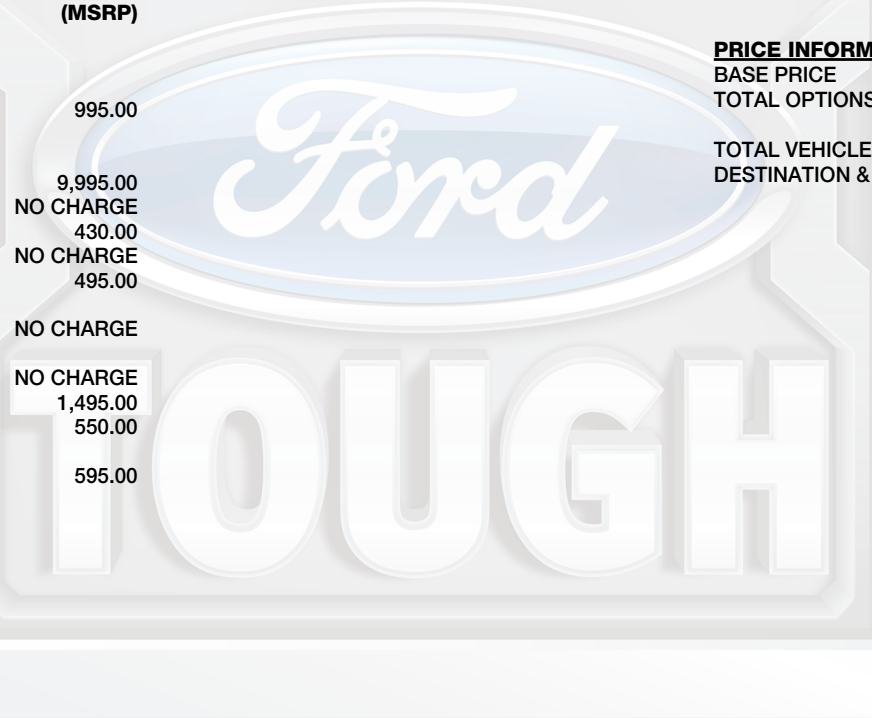 (MSRP)
995.00
9,995.00
NO CHARGE
430.00
NO CHARGE
495.00
NO CHARGE
NO CHARGE
1,495.00
550.00
595.00
PRICE INFORM
BASE PRICE
TOTAL OPTIONS
TOTAL VEHICLE
DESTINATION &
Ford
TOUGH